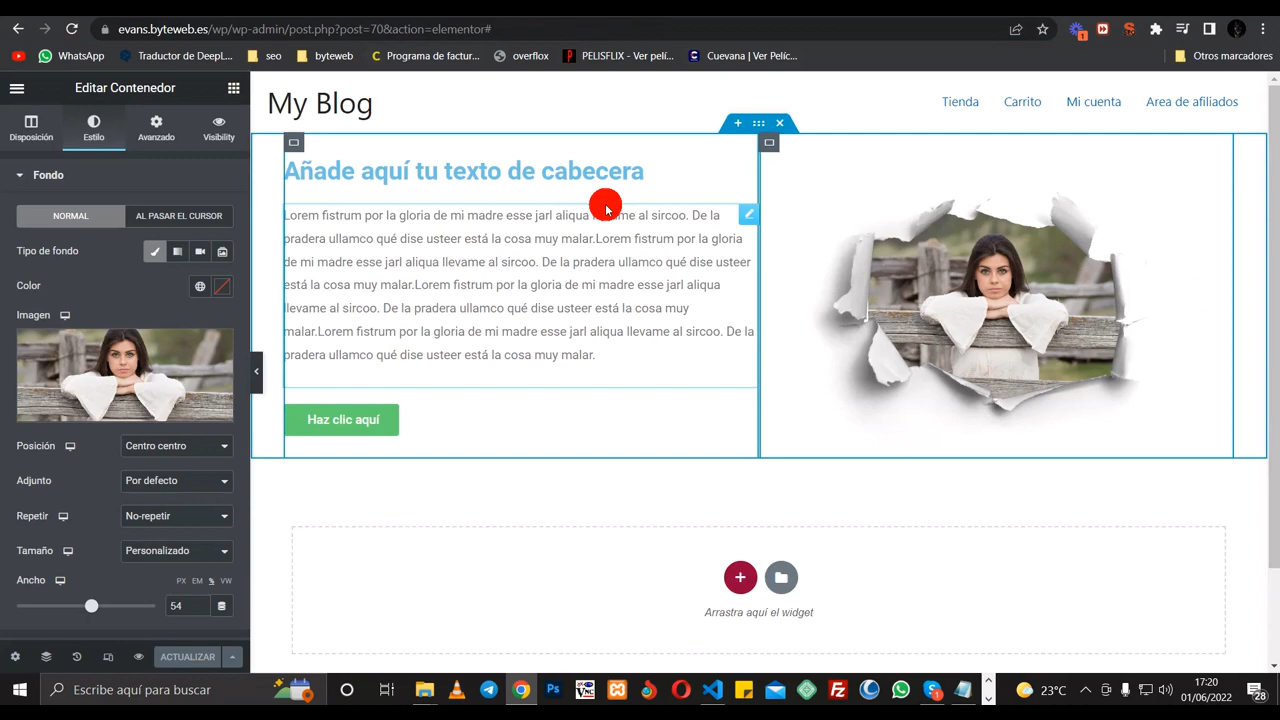 evans.byteweb.es/wp/wp-admin/post.php?post=70&action=elementor#
WhatsApp
Traductor de DeepL...
seo
byteweb
Programa de factur...
overflox
PELISFLIX - Ver pelí...
Cuevana | Ver Pelíc...
Otros marcadores
Editar Contenedor
Disposición
Estilo
Avanzado
Visibility
Fondo
NORMAL
AL PASAR EL CURSOR
Tipo de fondo
Color
Imagen
Posición
Centro centro
Adjunto
Por defecto
Repetir
No-repetir
Tamaño
Personalizado
Ancho
PX EM % VW
54
ACTUALIZAR
My Blog
Tienda
Carrito
Mi cuenta
Area de afiliados
Añade aquí tu texto de cabecera
Lorem fistrum por la gloria de mi madre esse jarl aliqua me al sircoo. De la
pradera ullamco qué dise usteer está la cosa muy malar.Lorem fistrum por la gloria
de mi madre esse jarl aliqua llevame al sircoo. De la pradera ullamco qué dise usteer
está la cosa muy malar.Lorem fistrum por la gloria de mi madre esse jarl aliqua
llevame al sircoo. De la pradera ullamco qué dise usteer está la cosa muy
malar.Lorem fistrum por la gloria de mi madre esse jarl aliqua llevame al sircoo. De la
pradera ullamco qué dise usteer está la cosa muy malar.
Haz clic aquí
Arrastra aquí el widget
Escribe aquí para buscar
23°C
17:20
01/06/2022
28